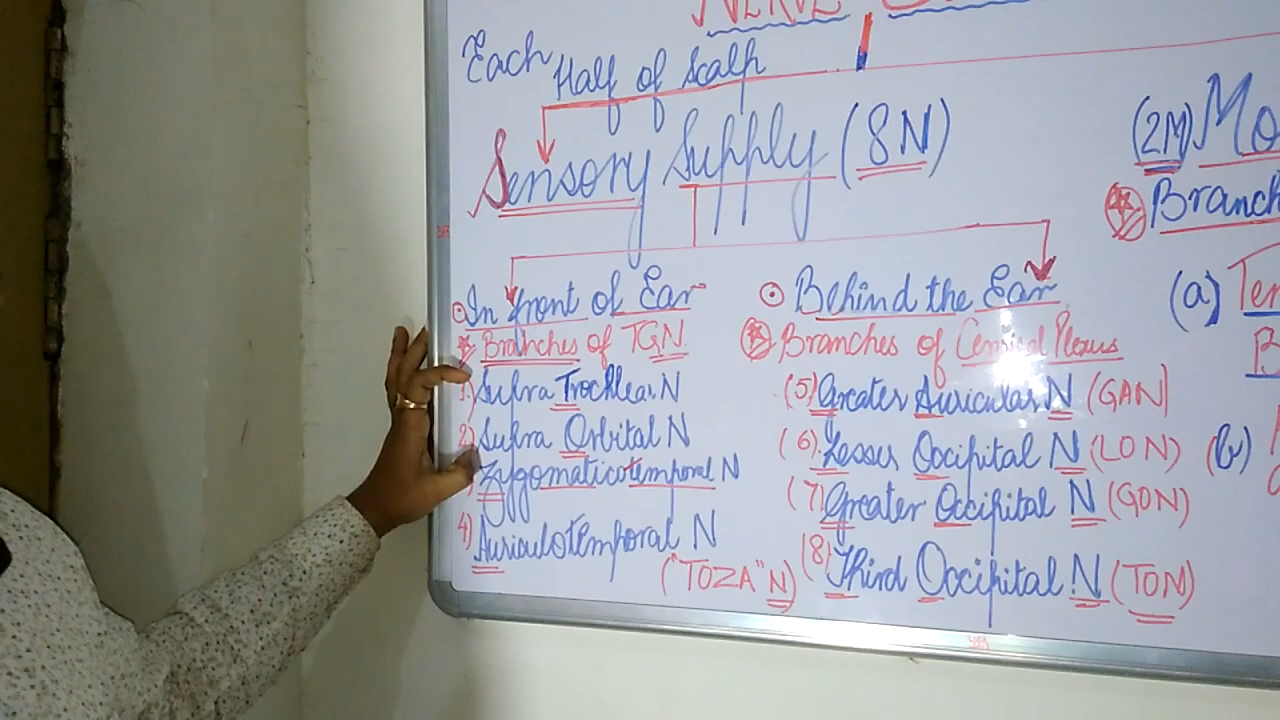 NERVE
Each Half of Scalp
Sensory Supply (8N)
(2M) Mo
In front of Ear
Branches of TGN
1) Supra Trochlear N
2) Supra Orbital N
Zygomaticotemporal N
4) Auriculotemporal N
("TOZA" N)
Behind the Ear
Branches of Cervical Plexus
(5) Greater Auricular N (GAN)
(6) Lesser Occipital N (LON)
(7) Greater Occipital N (GON)
(8) Third Occipital N (TON)
Branch
(a) Tem
B
(b)